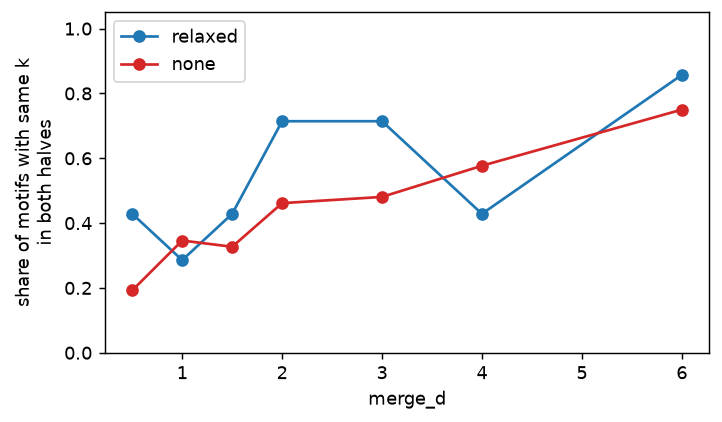 relaxed
none
share of motifs with same k
in both halves
1.0
0.8
0.6
0.4
0.2
0.0
1 2 3 4 5 6
merge_d